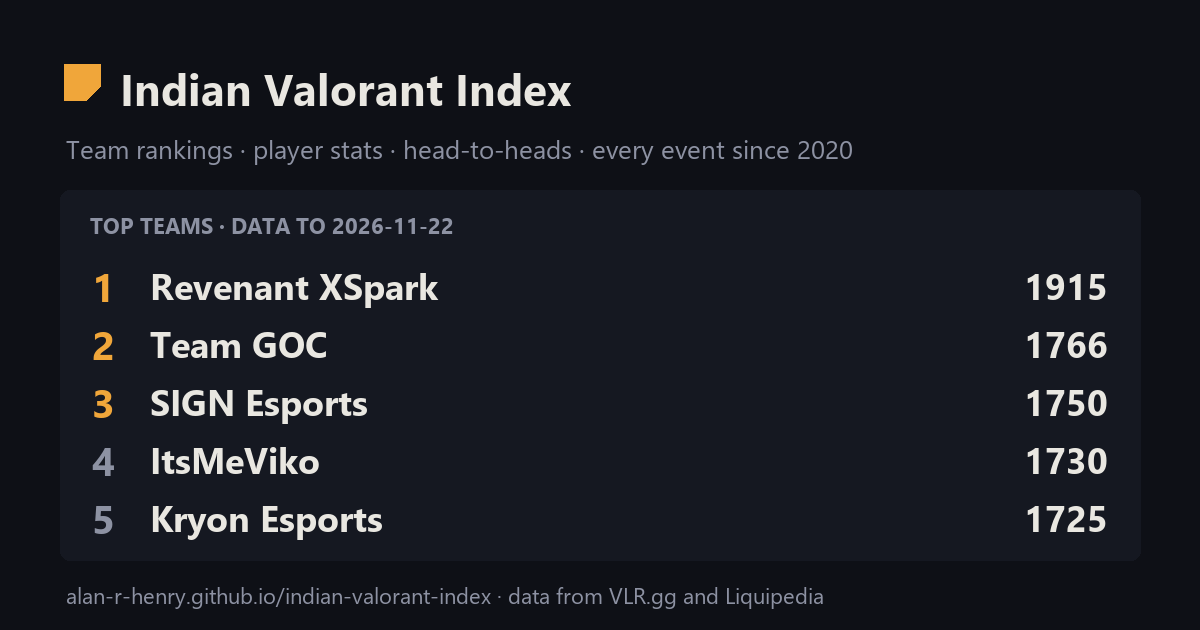 Indian Valorant Index
Team rankings · player stats · head-to-heads · every event since 2020
TOP TEAMS · DATA TO 2026-11-22
1 Revenant XSpark 1915
2 Team GOC 1766
3 SIGN Esports 1750
4 ItsMeViko 1730
5 Kryon Esports 1725
alan-r-henry.github.io/indian-valorant-index · data from VLR.gg and Liquipedia